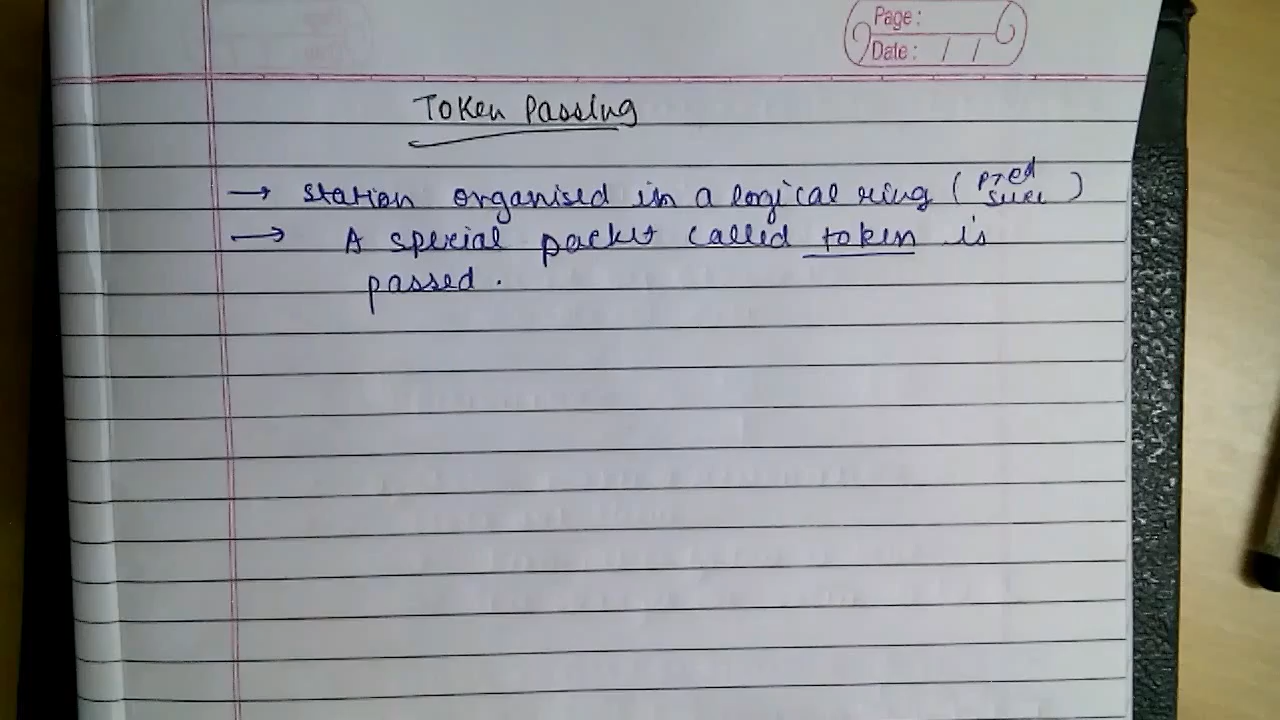 Page:
Date: / /
Token Passing
→ station organised in a logical ring (pred succ)
→ A special packet called token is
passed.